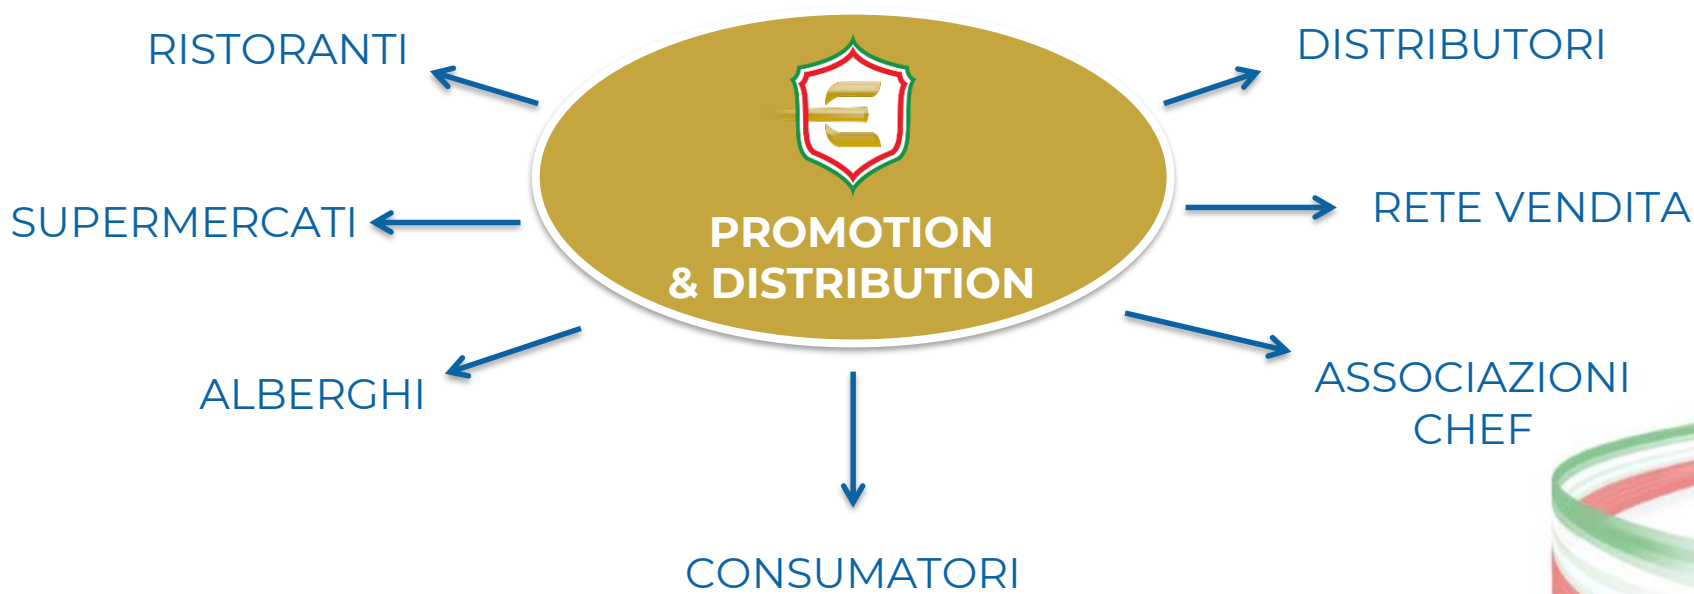 RISTORANTI
DISTRIBUTORI
SUPERMERCATI
PROMOTION
& DISTRIBUTION
RETE VENDITA
ALBERGHI
ASSOCIAZIONI
CHEF
CONSUMATORI